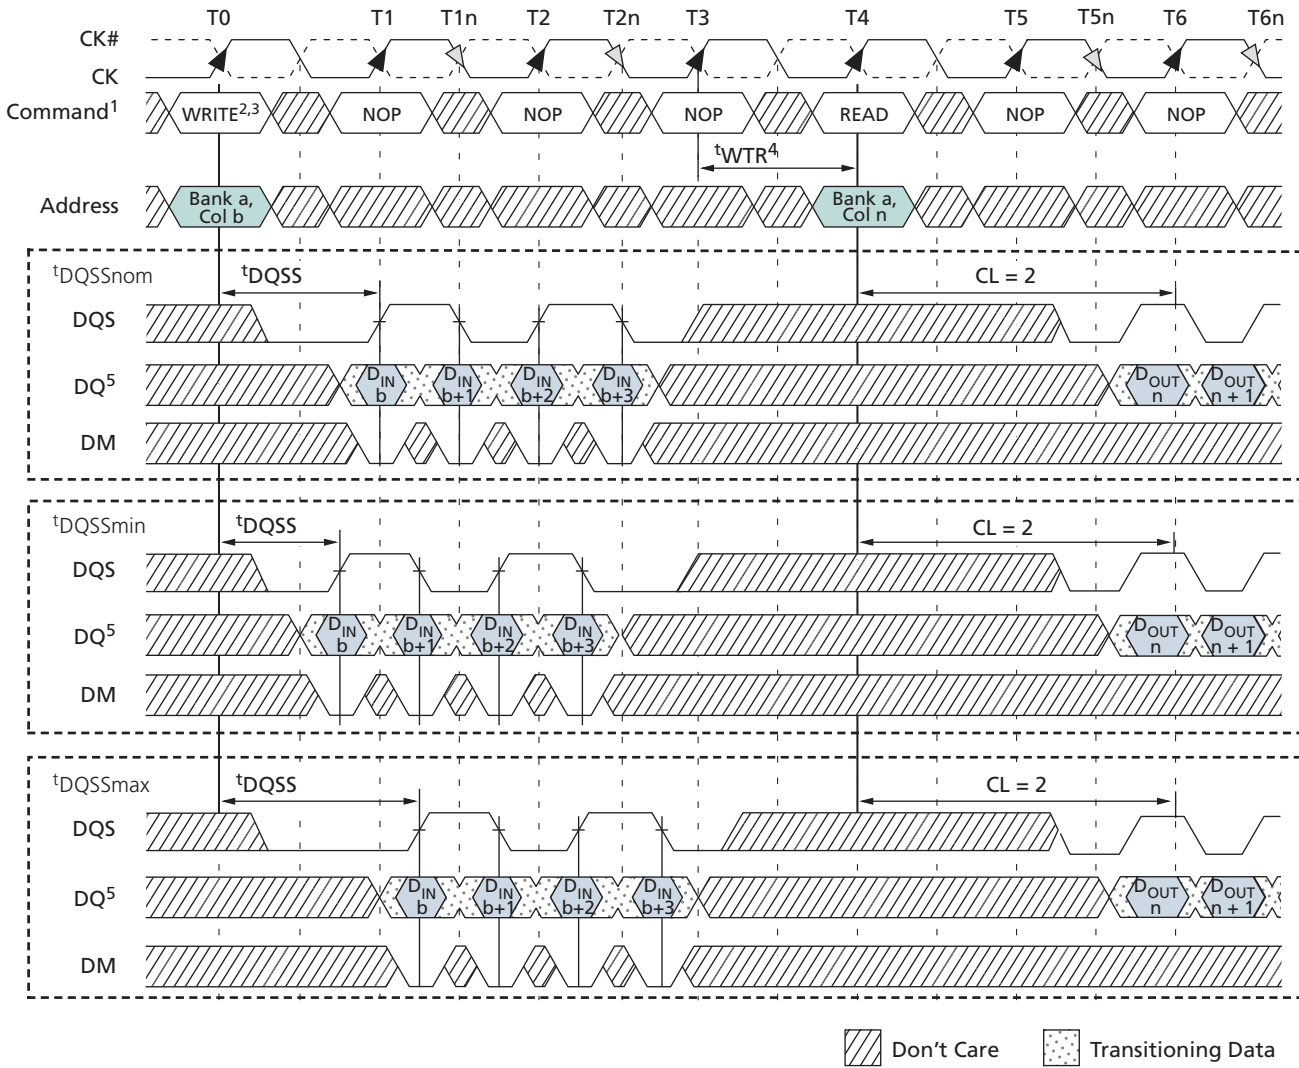 T0 T1 T1n T2 T2n T3 T4 T5 T5n T6 T6n
CK#
CK
Command1 WRITE2,3 NOP NOP NOP READ NOP NOP
tWTR4
Address Bank a, Col b Bank a, Col n
tDQSSnom tDQSS CL = 2
DQS
DQ5 DIN b DIN b+1 DIN b+2 DIN b+3 DOUT n DOUT n + 1
DM
tDQSSmin tDQSS CL = 2
DQS
DQ5 DIN b DIN b+1 DIN b+2 DIN b+3 DOUT n DOUT n + 1
DM
tDQSSmax tDQSS CL = 2
DQS
DQ5 DIN b DIN b+1 DIN b+2 DIN b+3 DOUT n DOUT n + 1
DM
Don't Care Transitioning Data